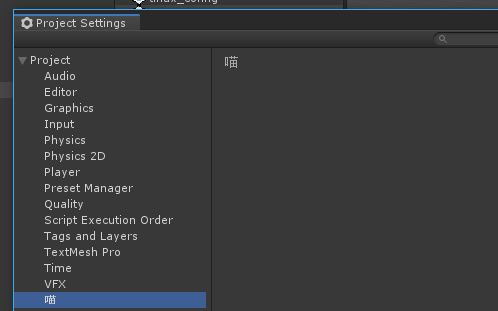 Project Settings
Project
Audio
Editor
Graphics
Input
Physics
Physics 2D
Player
Preset Manager
Quality
Script Execution Order
Tags and Layers
TextMesh Pro
Time
VFX
喵
喵